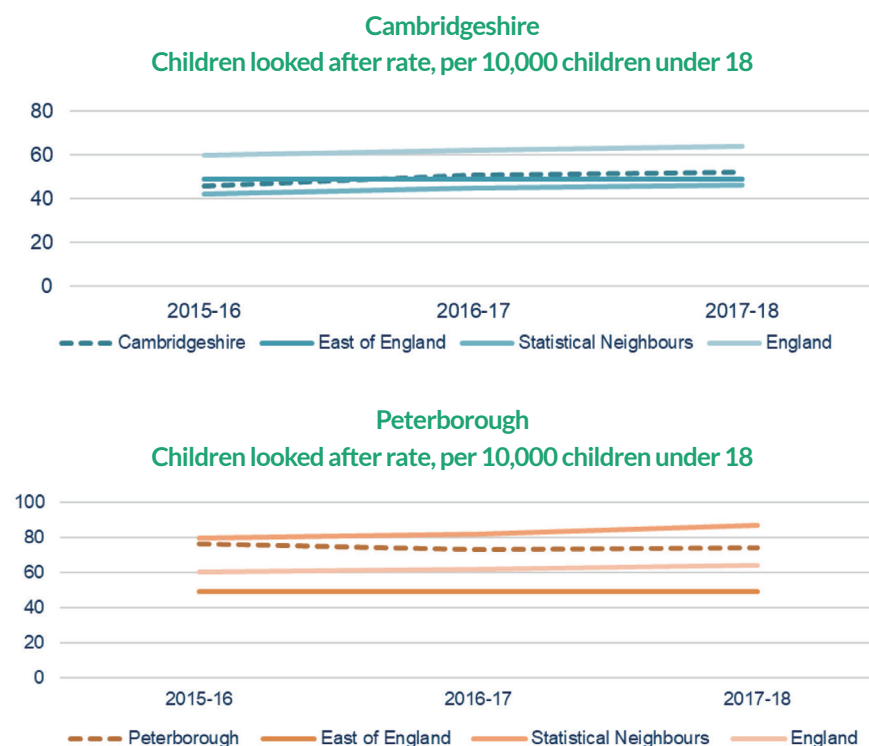 Cambridgeshire
Children looked after rate, per 10,000 children under 18
80
60
40
20
0
2015-16 2016-17 2017-18
Cambridgeshire East of England Statistical Neighbours England
Peterborough
Children looked after rate, per 10,000 children under 18
100
80
60
40
20
0
2015-16 2016-17 2017-18
Peterborough East of England Statistical Neighbours England